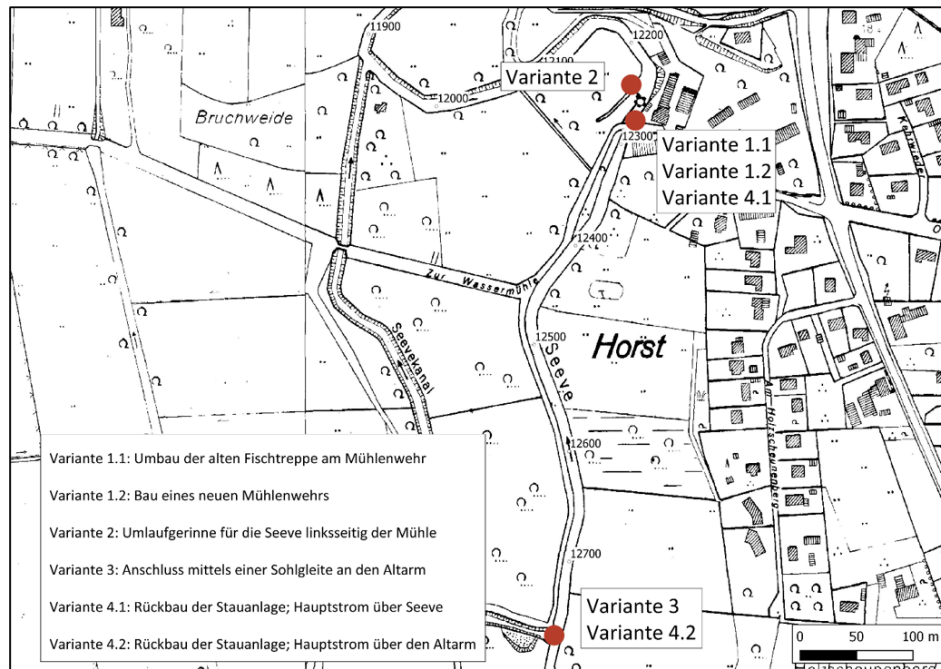 11900
12200
12100
Variante 2
12000
Bruchweide
Kehrwieder
12300
Variante 1.1
Variante 1.2
Variante 4.1
12400
zur Wassermühle
Seevekanal
12500
Seeve
Horst
12600
12700
Variante 1.1: Umbau der alten Fischtreppe am Mühlenwehr
Variante 1.2: Bau eines neuen Mühlenwehrs
Variante 2: Umlaufgerinne für die Seeve linksseitig der Mühle
Variante 3: Anschluss mittels einer Sohlgleite an den Altarm
Variante 4.1: Rückbau der Stauanlage; Hauptstrom über Seeve
Variante 4.2: Rückbau der Stauanlage; Hauptstrom über den Altarm
Variante 3
Variante 4.2
0 50 100 m